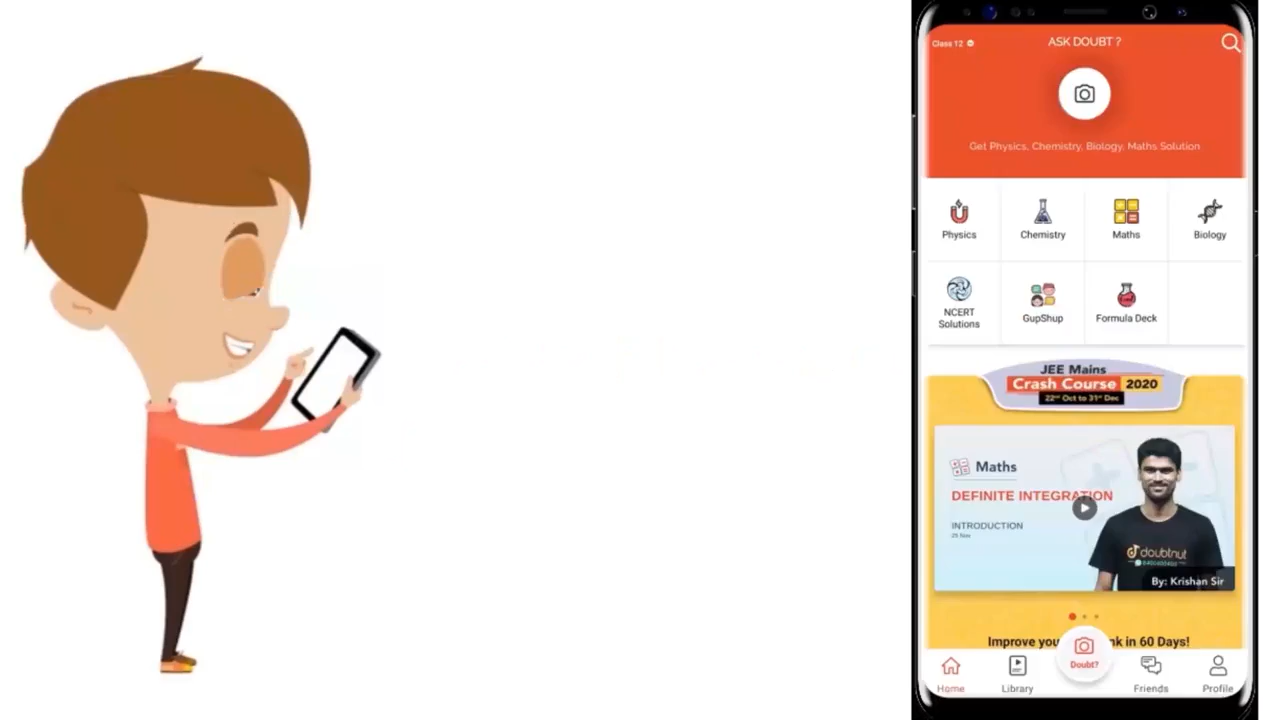 Class 12
ASK DOUBT ?
Get Physics, Chemistry, Biology, Maths Solution
Physics
Chemistry
Maths
Biology
NCERT
Solutions
GupShup
Formula Deck
JEE Mains
Crash Course 2020
22nd Oct to 31st Dec
Maths
DEFINITE INTEGRATION
INTRODUCTION
doubtnut
By: Krishan Sir
Improve you nk in 60 Days!
Doubt?
Home
Library
Friends
Profile